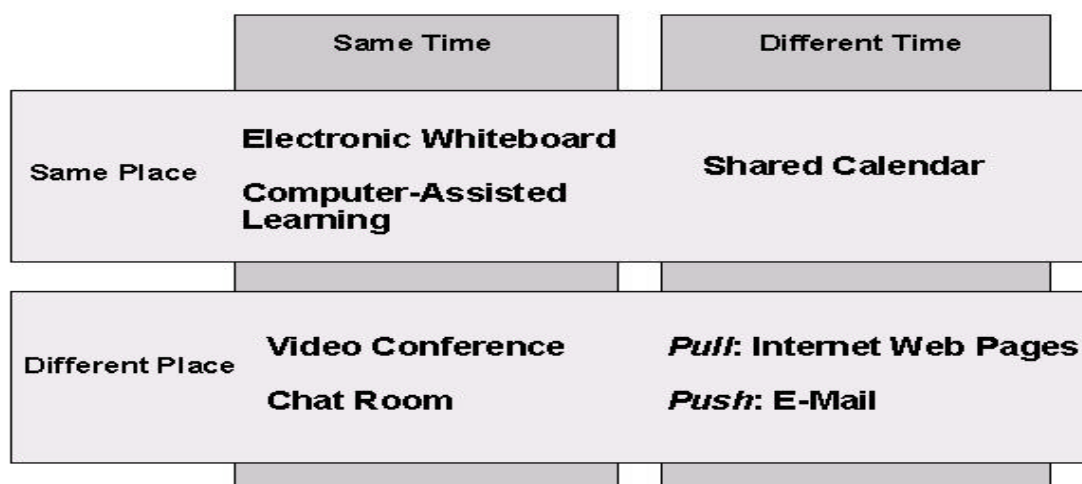 Same Time
Different Time
Same Place
Electronic Whiteboard
Computer-Assisted
Learning
Shared Calendar
Different Place
Video Conference
Chat Room
Pull: Internet Web Pages
Push: E-Mail